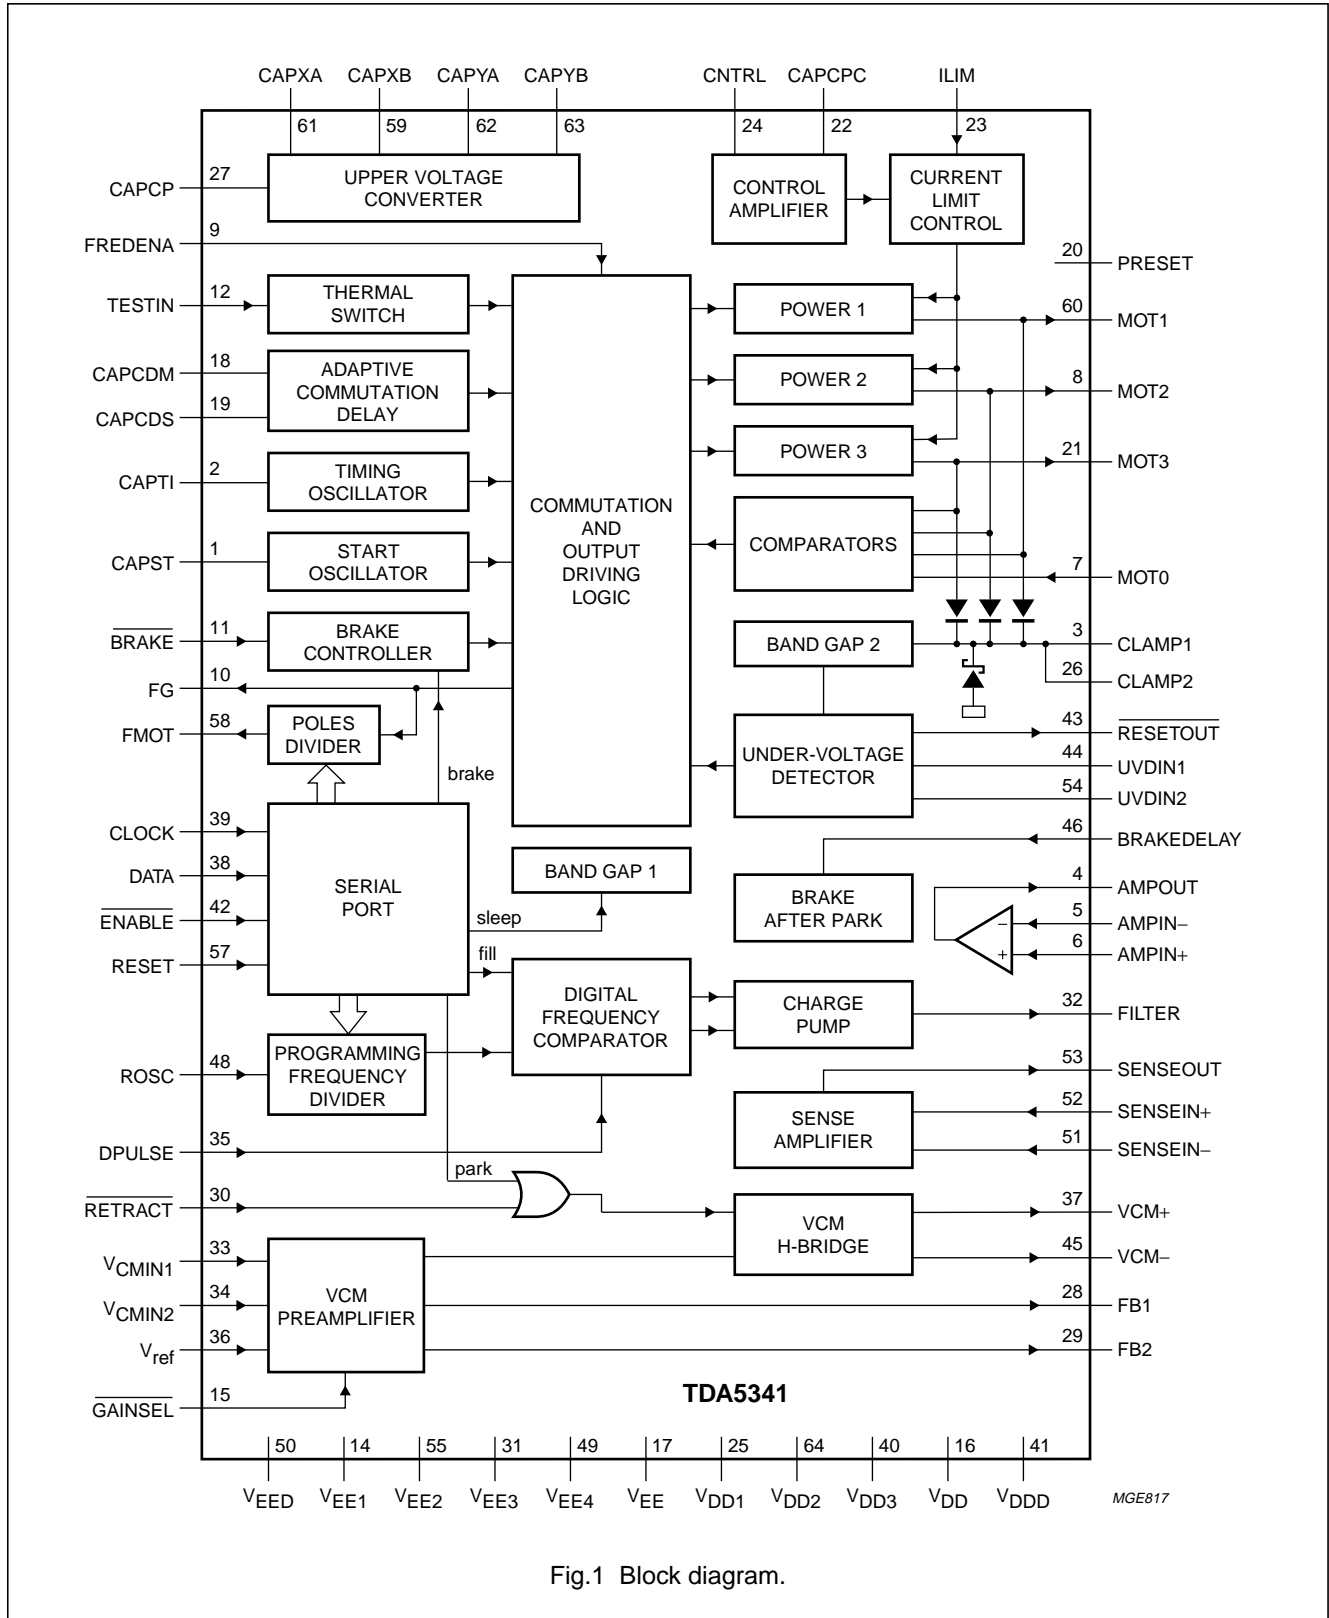 CAPXA CAPXB CAPYA CAPYB CNTRL CAPCPC ILIM
61 59 62 63 24 22 23
CAPCP 27 UPPER VOLTAGE
CONVERTER
CONTROL
AMPLIFIER
CURRENT
LIMIT
CONTROL
FREDENA 9
20 PRESET
TESTIN 12 THERMAL
SWITCH
POWER 1 60 MOT1
CAPCDM 18
CAPCDS 19
ADAPTIVE
COMMUTATION
DELAY
POWER 2 8 MOT2
POWER 3 21 MOT3
CAPTI 2 TIMING
OSCILLATOR
COMMUTATION
AND
OUTPUT
DRIVING
LOGIC
COMPARATORS 7 MOT0
CAPST 1 START
OSCILLATOR
BRAKE 11 BRAKE
CONTROLLER
BAND GAP 2 3 CLAMP1
26 CLAMP2
FG 10
FMOT 58 POLES
DIVIDER
brake
UNDER-VOLTAGE
DETECTOR
43 RESETOUT
44 UVDIN1
54 UVDIN2
CLOCK 39
DATA 38
ENABLE 42
RESET 57
SERIAL
PORT
BAND GAP 1
sleep
fill
BRAKE
AFTER PARK
46 BRAKEDELAY
4 AMPOUT
− 5 AMPIN−
+ 6 AMPIN+
DIGITAL
FREQUENCY
COMPARATOR
CHARGE
PUMP
32 FILTER
ROSC 48 PROGRAMMING
FREQUENCY
DIVIDER
53 SENSEOUT
SENSE
AMPLIFIER
52 SENSEIN+
51 SENSEIN−
DPULSE 35
park
RETRACT 30
VCM
H-BRIDGE
37 VCM+
45 VCM−
VCMIN1 33
VCMIN2 34
Vref 36
VCM
PREAMPLIFIER
28 FB1
29 FB2
GAINSEL 15
TDA5341
50 14 55 31 49 17 25 64 40 16 41
VEED VEE1 VEE2 VEE3 VEE4 VEE VDD1 VDD2 VDD3 VDD VDDD
MGE817
Fig.1 Block diagram.